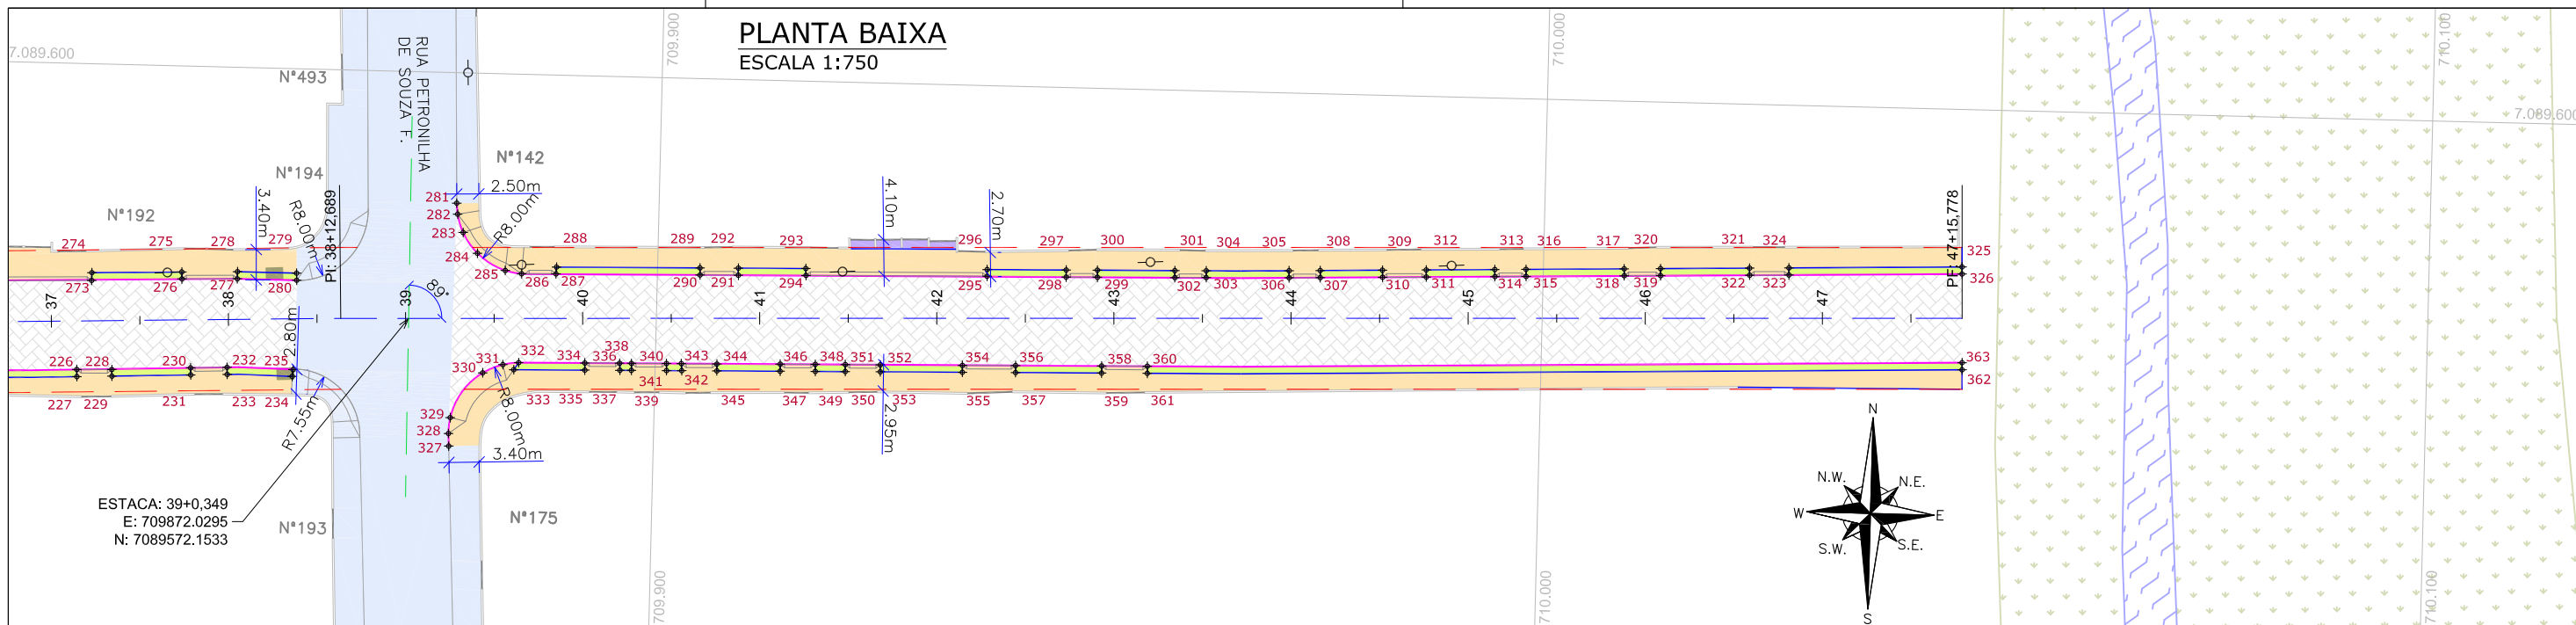 PLANTA BAIXA
ESCALA 1:750
7.089.600
709.900
710.000
710.100
7.089.600
RUA PETRONILHA
DE SOUZA F.
N°493
N°194
N°192
N°142
3.40m
R8.00m
PI: 38+12,689
2.50m
R8.00m
4.10m
2.70m
PF: 47+15,778
274 275 278 279
273 276 277 280
281
282
283
284
285
286 287
288 289 292 293 296 297 300 301 304 305 308 309 312 313 316 317 320 321 324 325
290 291 294 295 298 299 302 303 306 307 310 311 314 315 318 319 322 323 326
37 38 39 40 41 42 43 44 45 46 47
89°
2.80m
226 228 230 232 235
227 229 231 233 234
R7.55m
330 331 332 334 336 338 340 343 344 346 348 351 352 354 356 358 360 363
341 342
362
329
328
327
333 335 337 339 345 347 349 350 353 355 357 359 361
R8.00m
2.95m
3.40m
ESTACA: 39+0,349
E: 709872.0295
N: 7089572.1533
N°193
N°175
709.900
710.000
710.100
N
N.W.
N.E.
W
E
S.W.
S.E.
S